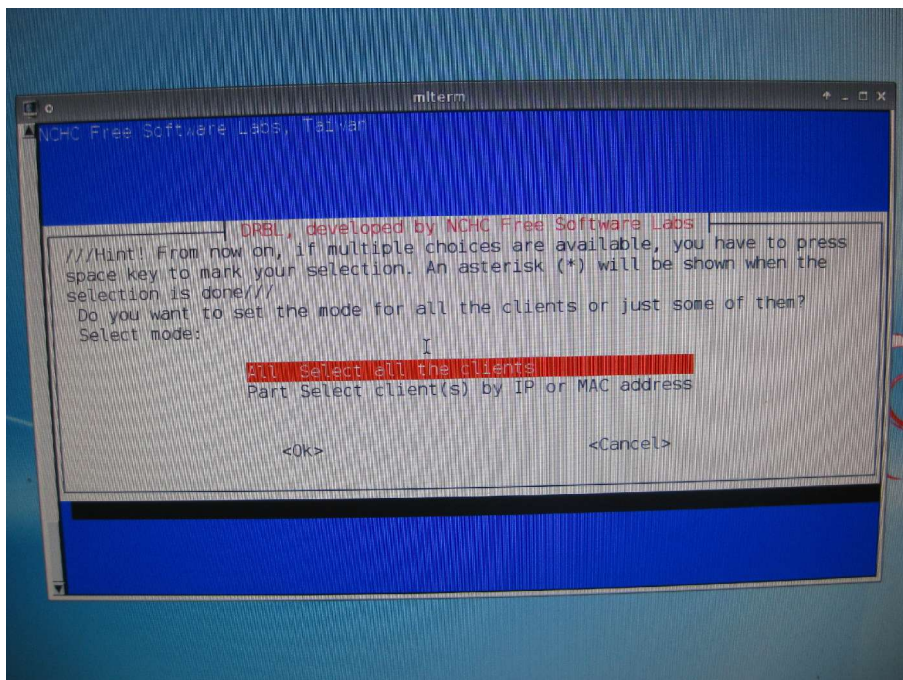 mlterm
NCHC Free Software Labs, Taiwan
DRBL, developed by NCHC Free Software Labs
///Hint! From now on, if multiple choices are available, you have to press
space key to mark your selection. An asterisk (*) will be shown when the
selection is done///
Do you want to set the mode for all the clients or just some of them?
Select mode:
All Select all the clients
Part Select client(s) by IP or MAC address
<Ok> <Cancel>